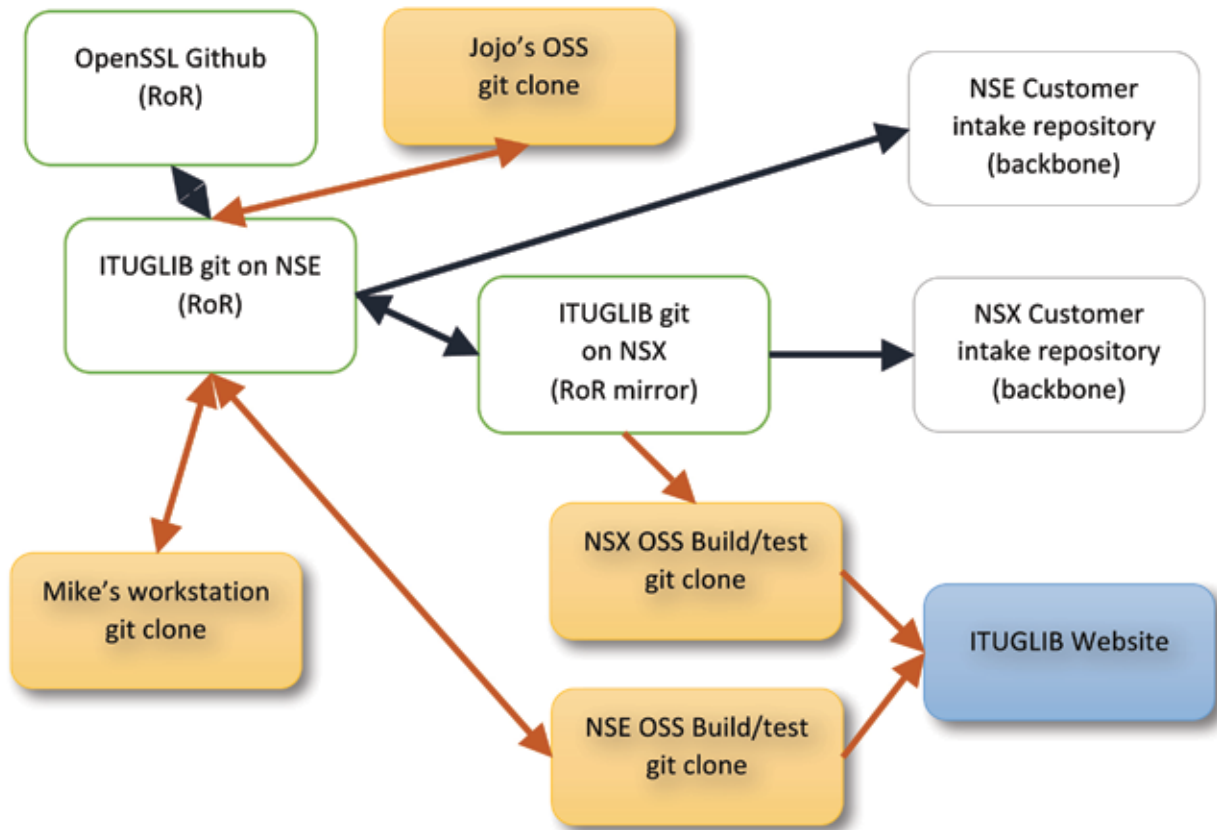 OpenSSL Github
(RoR)
Jojo’s OSS
git clone
NSE Customer
intake repository
(backbone)
ITUGLIB git on NSE
(RoR)
ITUGLIB git
on NSX
(RoR mirror)
NSX Customer
intake repository
(backbone)
Mike’s workstation
git clone
NSX OSS Build/test
git clone
ITUGLIB Website
NSE OSS Build/test
git clone